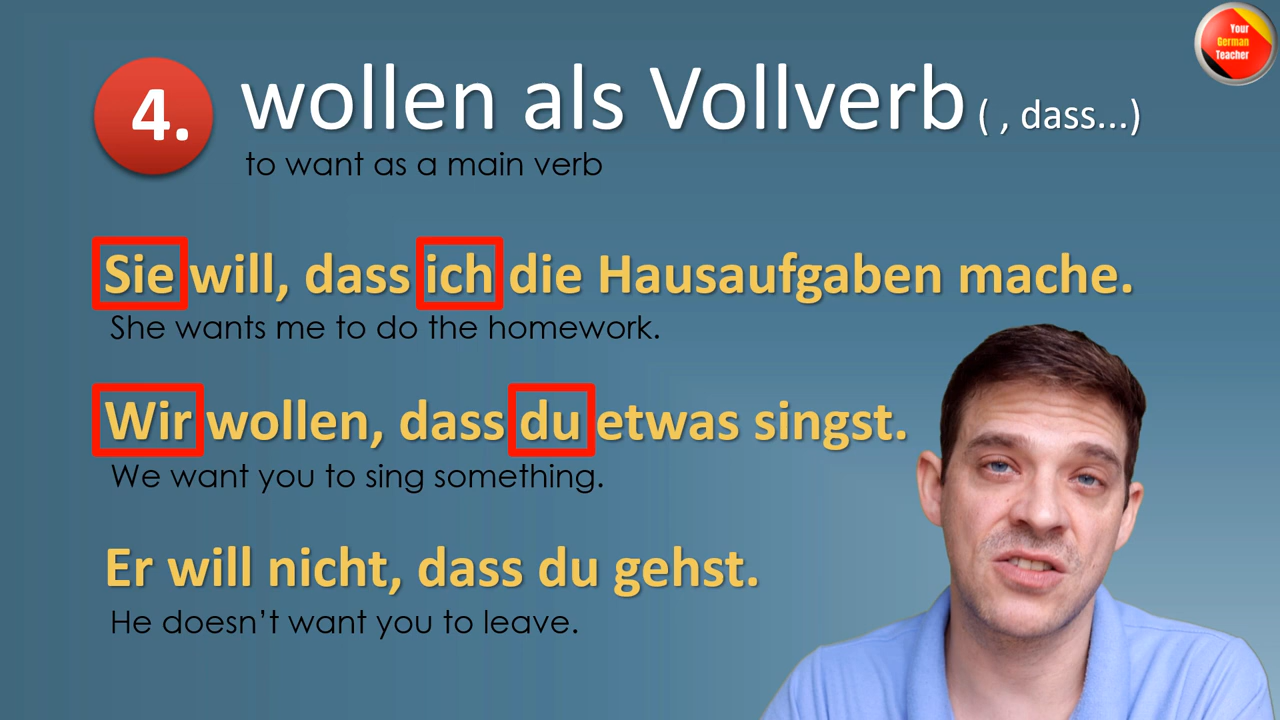 Your
German
Teacher
4. wollen als Vollverb ( , dass...)
to want as a main verb
Sie will, dass ich die Hausaufgaben mache.
She wants me to do the homework.
Wir wollen, dass du etwas singst.
We want you to sing something.
Er will nicht, dass du gehst.
He doesn’t want you to leave.